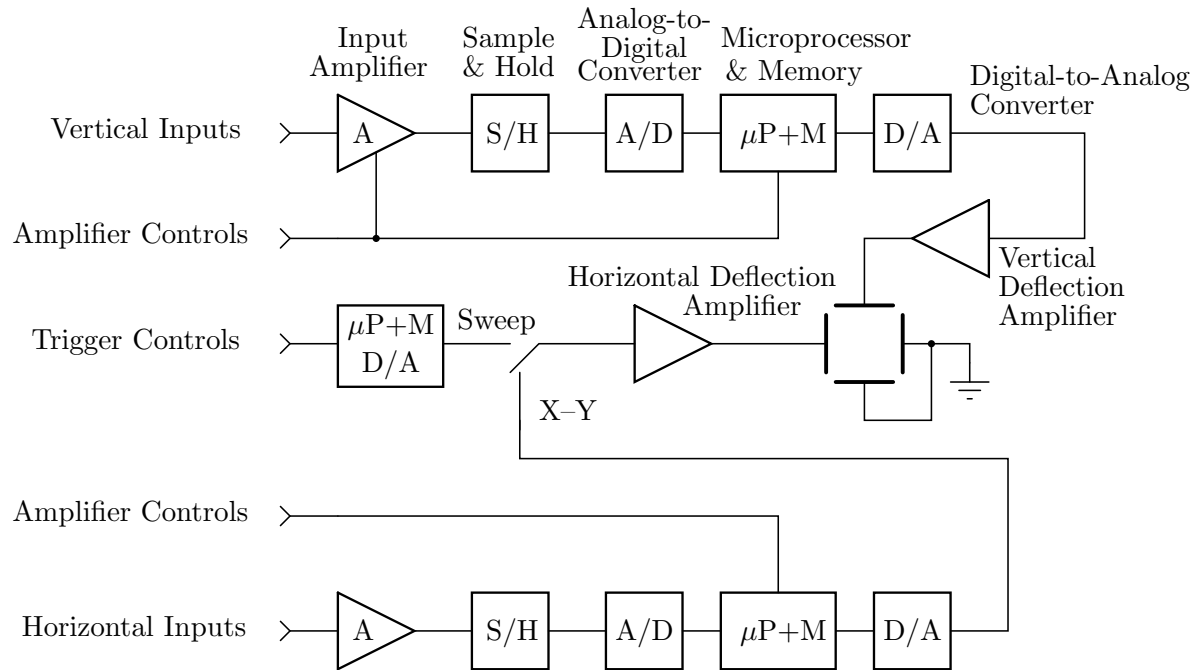 Input
Amplifier
Sample
& Hold
Analog-to-
Digital
Converter
Microprocessor
& Memory
Digital-to-Analog
Converter
Vertical Inputs
A
S/H
A/D
μP+M
D/A
Amplifier Controls
Vertical
Deflection
Amplifier
Horizontal Deflection
Amplifier
Trigger Controls
μP+M
D/A
Sweep
X–Y
Amplifier Controls
Horizontal Inputs
A
S/H
A/D
μP+M
D/A